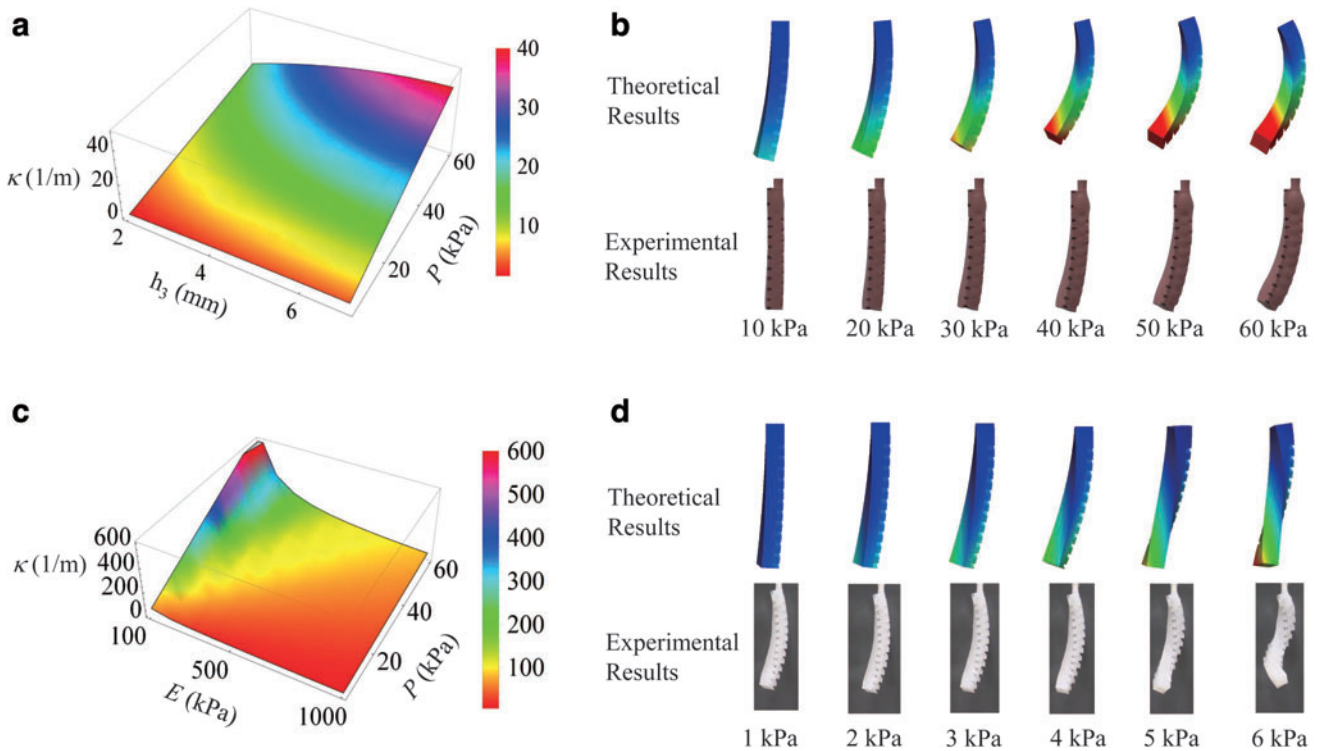 a
40
30
20
10
40
20
0
κ (1/m)
2
4
6
h3 (mm)
20
40
60
P (kPa)
b
Theoretical
Results
Experimental
Results
10 kPa 20 kPa 30 kPa 40 kPa 50 kPa 60 kPa
c
600
500
400
300
200
100
600
400
200
0
κ (1/m)
100
500
1000
E (kPa)
20
40
60
P (kPa)
d
Theoretical
Results
Experimental
Results
1 kPa 2 kPa 3 kPa 4 kPa 5 kPa 6 kPa